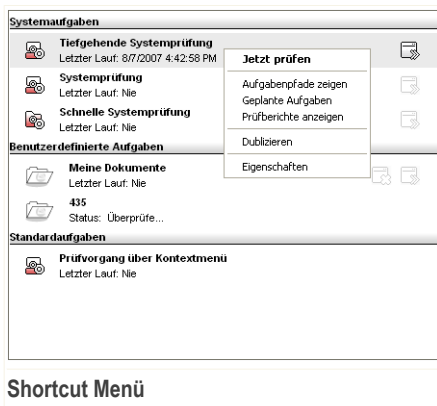 Systemaufgaben
Tiefgehende Systemprüfung
Letzter Lauf: 8/7/2007 4:42:58 PM
Systemprüfung
Letzter Lauf: Nie
Schnelle Systemprüfung
Letzter Lauf: Nie
Jetzt prüfen
Aufgabenpfade zeigen
Geplante Aufgaben
Prüfberichte anzeigen
Dublizieren
Eigenschaften
Benutzerdefinierte Aufgaben
Meine Dokumente
Letzter Lauf: Nie
435
Status: Überprüfe...
Standardaufgaben
Prüfvorgang über Kontextmenü
Letzter Lauf: Nie
Shortcut Menü